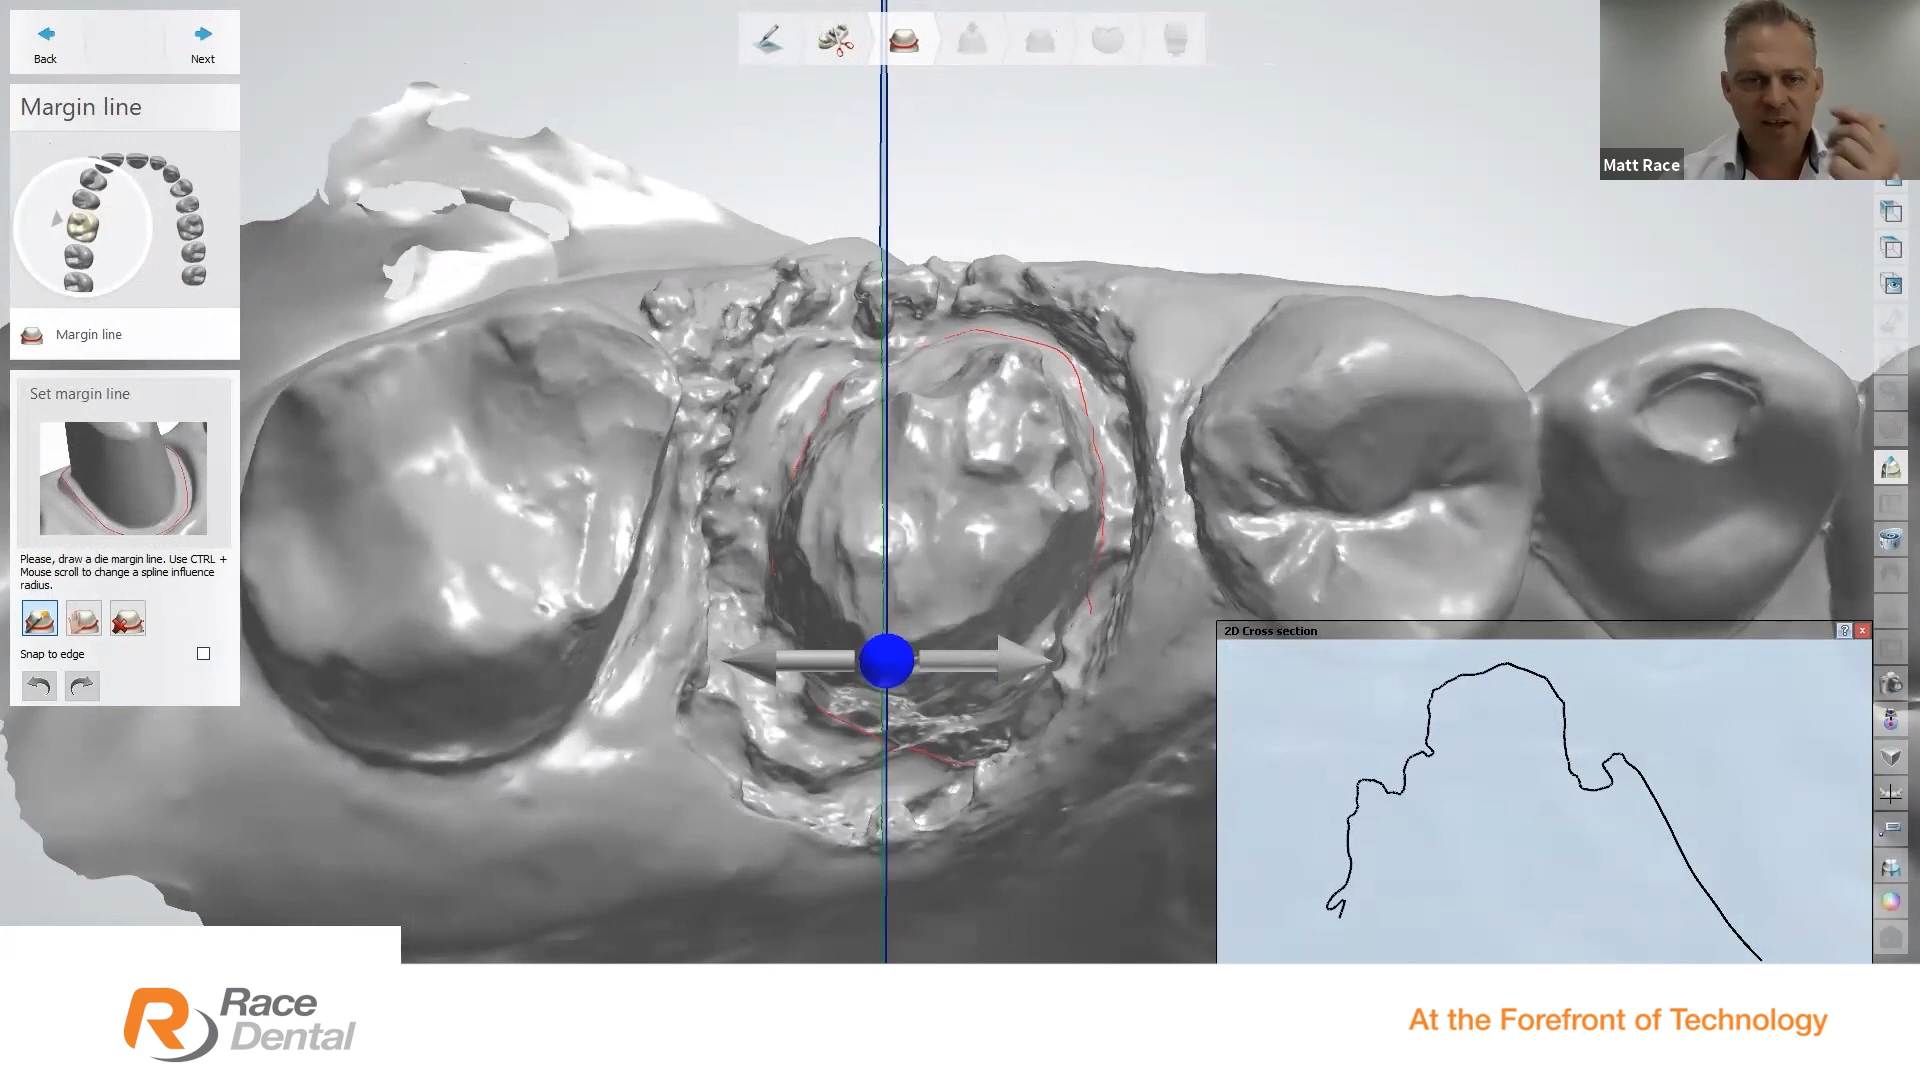 Back
Next
Margin line
Margin line
Set margin line
Please, draw a die margin line. Use CTRL +
Mouse scroll to change a spline influence
radius.
Snap to edge
Matt Race
2D Cross section
Race
Dental
At the Forefront of Technology